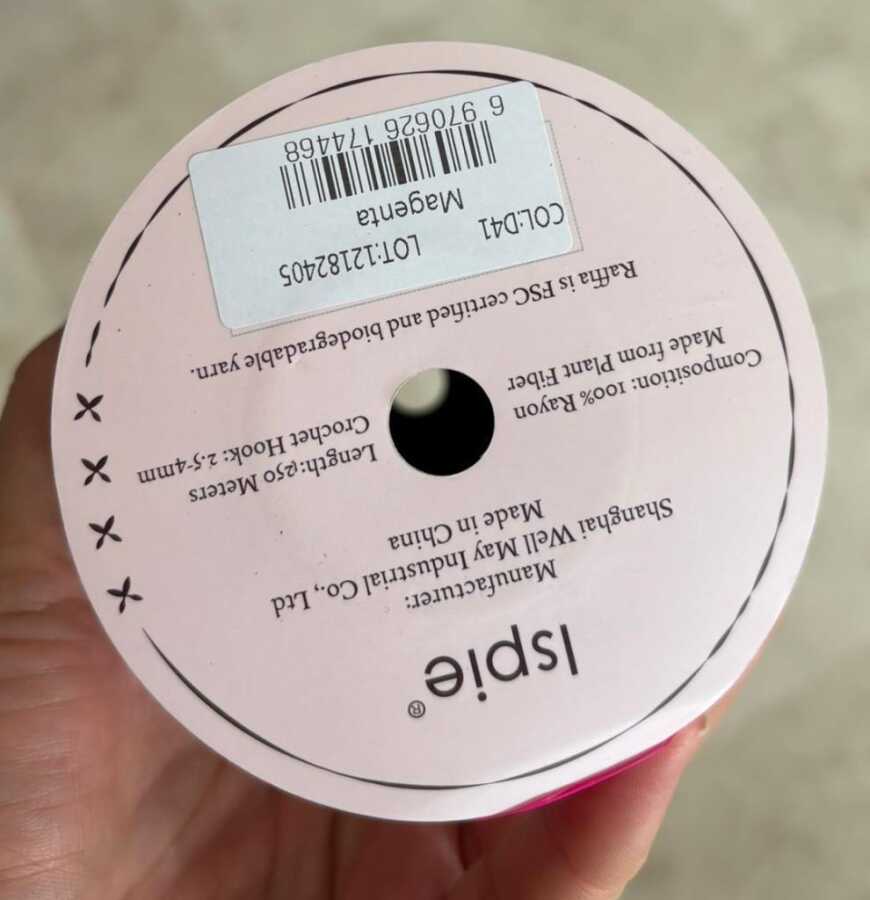 Ispie®
Manufacturer:
Shanghai Well May Industrial Co., Ltd
Made in China
Length:250 Meters
Crochet Hook: 2.5-4mm
Composition: 100% Rayon
Made from Plant Fiber
Raffia is FSC certified and biodegradable yarn.
COL:D41 LOT:12182405
Magenta
6 970626 174468